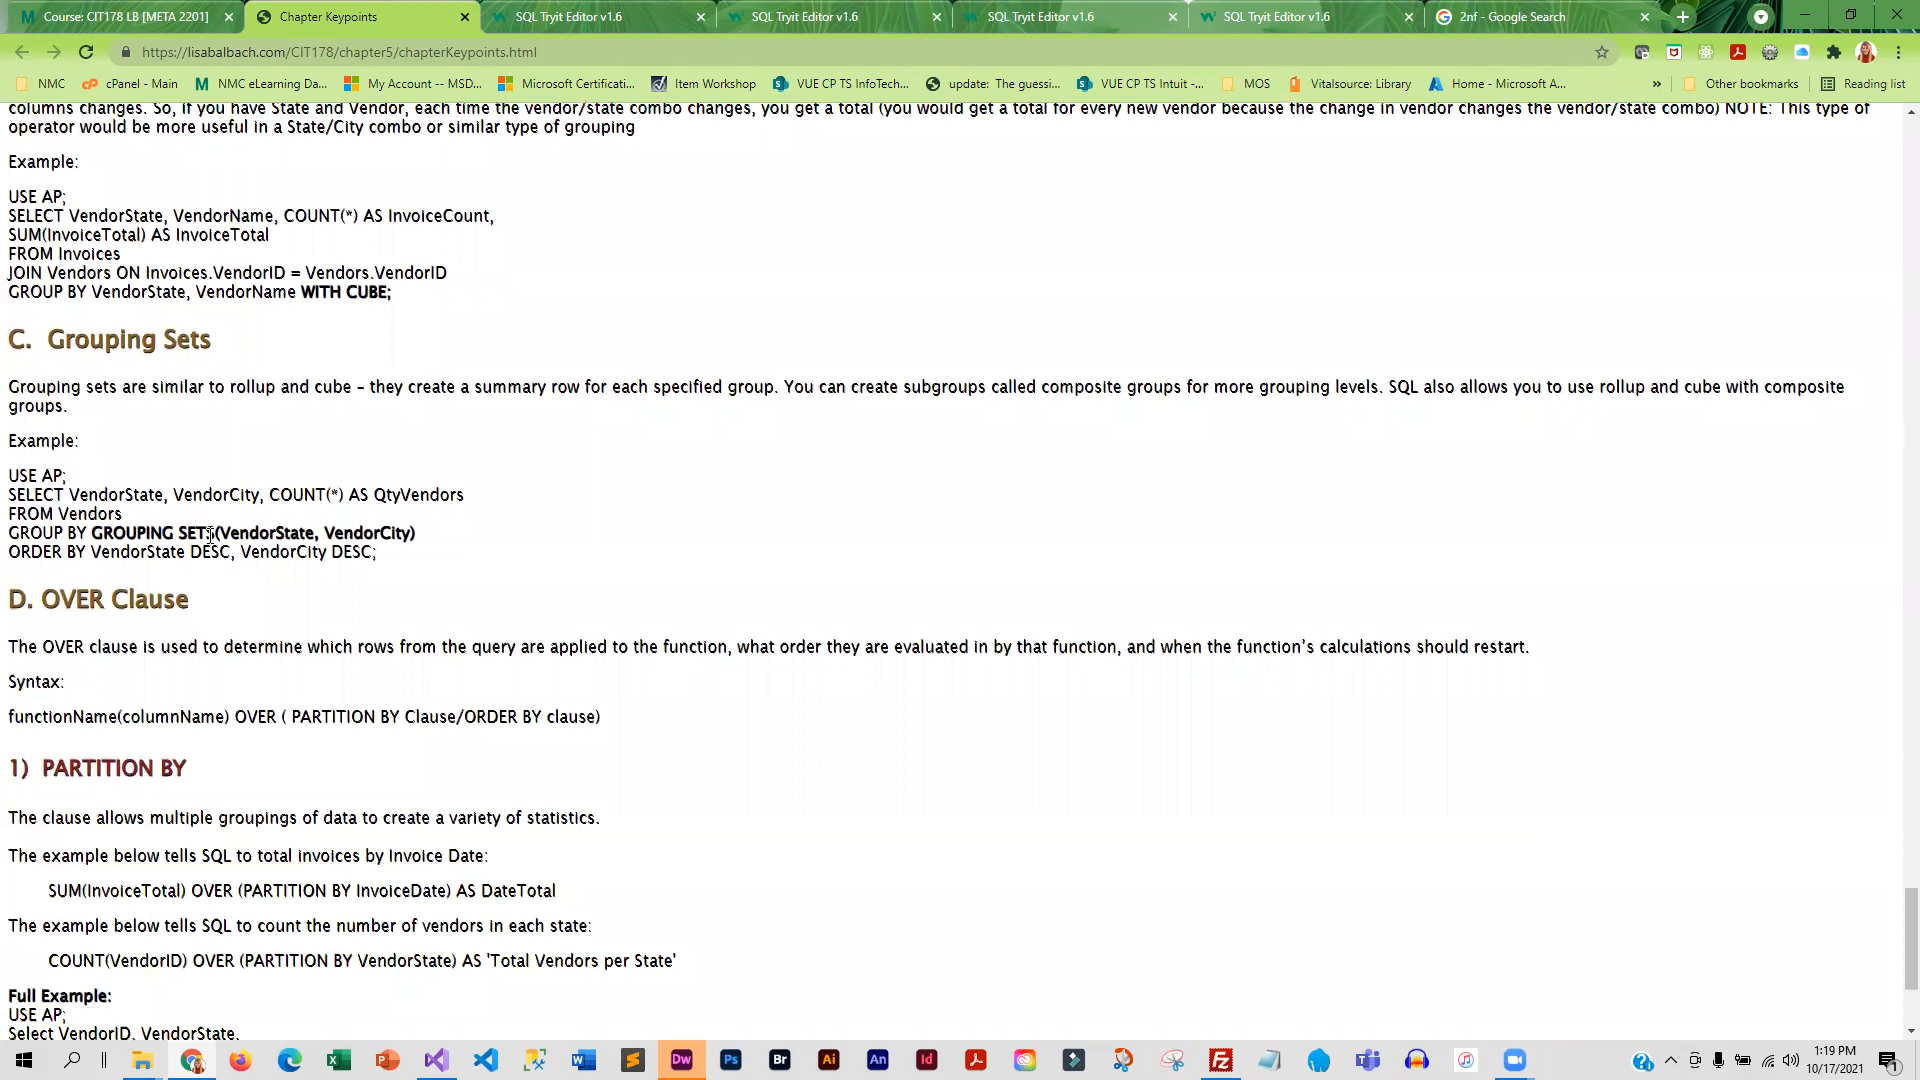 Course: CIT178 LB [META 2201]
Chapter Keypoints
SQL Tryit Editor v1.6
SQL Tryit Editor v1.6
SQL Tryit Editor v1.6
SQL Tryit Editor v1.6
2nf - Google Search
https://lisabalbach.com/CIT178/chapter5/chapterKeypoints.html
NMC
cPanel - Main
NMC eLearning Da...
My Account -- MSD...
Microsoft Certificati...
Item Workshop
VUE CP TS InfoTech...
update: The guessi...
VUE CP TS Intuit -...
MOS
Vitalsource: Library
Home - Microsoft A...
»
Other bookmarks
Reading list
columns changes. So, if you have State and Vendor, each time the vendor/state combo changes, you get a total (you would get a total for every new vendor because the change in vendor changes the vendor/state combo) NOTE: This type of
operator would be more useful in a State/City combo or similar type of grouping
Example:
USE AP;
SELECT VendorState, VendorName, COUNT(*) AS InvoiceCount,
SUM(InvoiceTotal) AS InvoiceTotal
FROM Invoices
JOIN Vendors ON Invoices.VendorID = Vendors.VendorID
GROUP BY VendorState, VendorName WITH CUBE;
C. Grouping Sets
Grouping sets are similar to rollup and cube – they create a summary row for each specified group. You can create subgroups called composite groups for more grouping levels. SQL also allows you to use rollup and cube with composite
groups.
Example:
USE AP;
SELECT VendorState, VendorCity, COUNT(*) AS QtyVendors
FROM Vendors
GROUP BY GROUPING SETS(VendorState, VendorCity)
ORDER BY VendorState DESC, VendorCity DESC;
D. OVER Clause
The OVER clause is used to determine which rows from the query are applied to the function, what order they are evaluated in by that function, and when the function's calculations should restart.
Syntax:
functionName(columnName) OVER ( PARTITION BY Clause/ORDER BY clause)
1) PARTITION BY
The clause allows multiple groupings of data to create a variety of statistics.
The example below tells SQL to total invoices by Invoice Date:
SUM(InvoiceTotal) OVER (PARTITION BY InvoiceDate) AS DateTotal
The example below tells SQL to count the number of vendors in each state:
COUNT(VendorID) OVER (PARTITION BY VendorState) AS 'Total Vendors per State'
Full Example:
USE AP;
Select VendorID, VendorState,
Dw
Ps
Br
Ai
An
Id
Fz
1:19 PM
10/17/2021
1